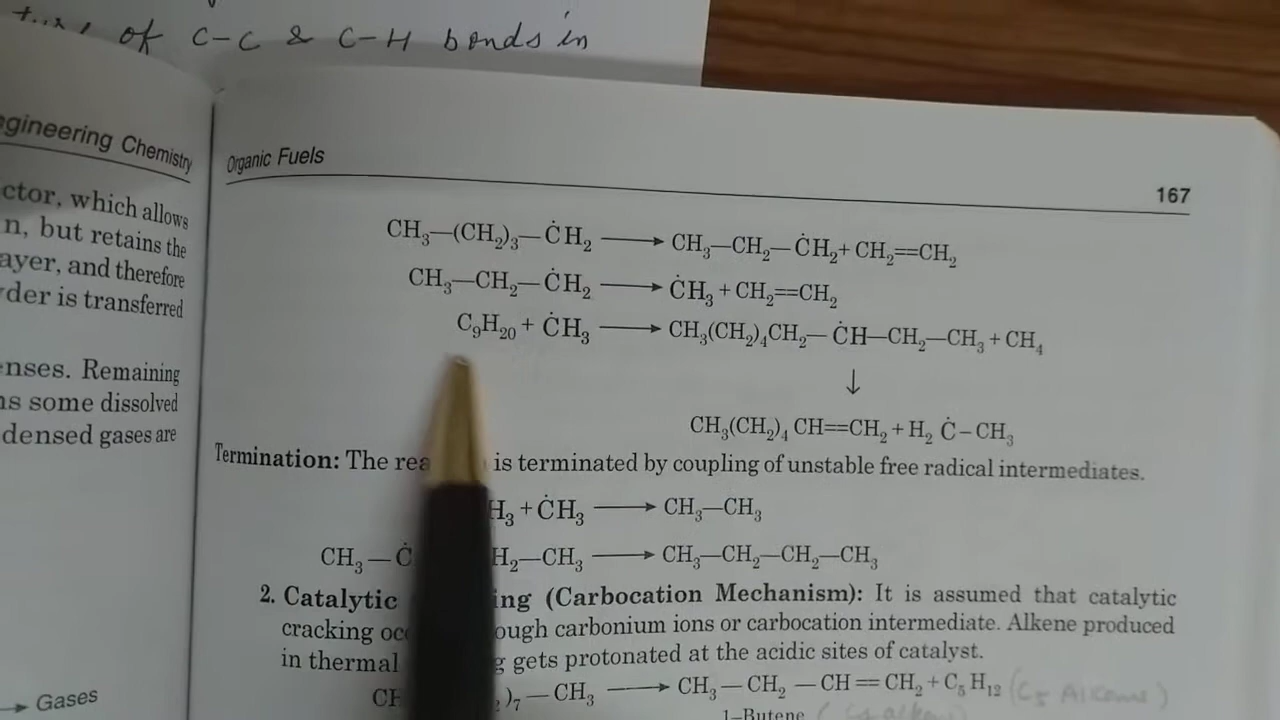 of C-C & C-H bonds in
Engineering Chemistry
ctor, which allows
n, but retains the
ayer, and therefore
rder is transferred
enses. Remaining
ns some dissolved
densed gases are
→ Gases
Organic Fuels
167
CH₃—(CH₂)₃—ĊH₂ ⟶ CH₃—CH₂—ĊH₂ + CH₂==CH₂
CH₃—CH₂—ĊH₂ ⟶ ĊH₃ + CH₂==CH₂
C₉H₂₀ + ĊH₃ ⟶ CH₃(CH₂)₄CH₂—ĊH—CH₂—CH₃ + CH₄
↓
CH₃(CH₂)₄ CH==CH₂ + H₂ Ċ–CH₃
Termination: The rea is terminated by coupling of unstable free radical intermediates.
H₃ + ĊH₃ ⟶ CH₃—CH₃
CH₃—Ċ H₂—CH₃ ⟶ CH₃—CH₂—CH₂—CH₃
2. Catalytic ing (Carbocation Mechanism): It is assumed that catalytic
cracking occ ough carbonium ions or carbocation intermediate. Alkene produced
in thermal g gets protonated at the acidic sites of catalyst.
CH ₂)₇—CH₃ ⟶ CH₃—CH₂—CH==CH₂ + C₅H₁₂ (C₅ Alkane)
1–Butene